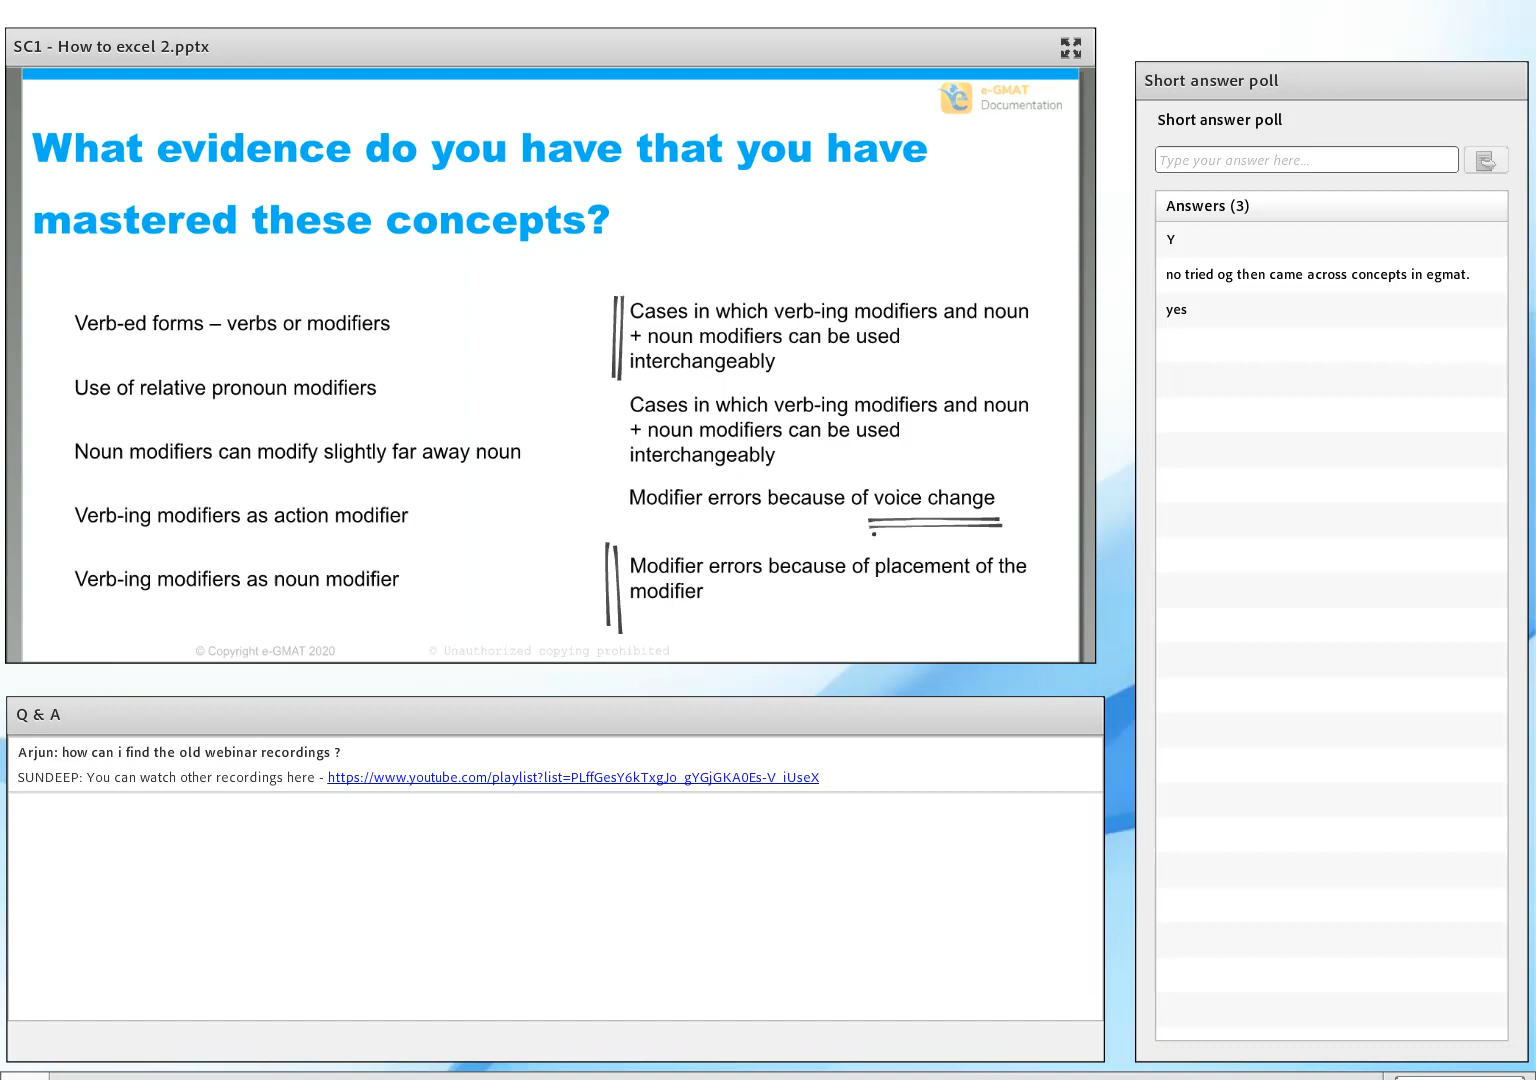 SC1 - How to excel 2.pptx
e-GMAT
Documentation
What evidence do you have that you have
mastered these concepts?
Verb-ed forms – verbs or modifiers
Use of relative pronoun modifiers
Noun modifiers can modify slightly far away noun
Verb-ing modifiers as action modifier
Verb-ing modifiers as noun modifier
Cases in which verb-ing modifiers and noun
+ noun modifiers can be used
interchangeably
Cases in which verb-ing modifiers and noun
+ noun modifiers can be used
interchangeably
Modifier errors because of voice change
Modifier errors because of placement of the
modifier
© Copyright e-GMAT 2020
© Unauthorized copying prohibited
Q & A
Arjun: how can i find the old webinar recordings ?
SUNDEEP: You can watch other recordings here - https://www.youtube.com/playlist?list=PLffGesY6kTxgJo_gYGjGKA0Es-V_iUseX
Short answer poll
Short answer poll
Type your answer here...
Answers (3)
Y
no tried og then came across concepts in egmat.
yes